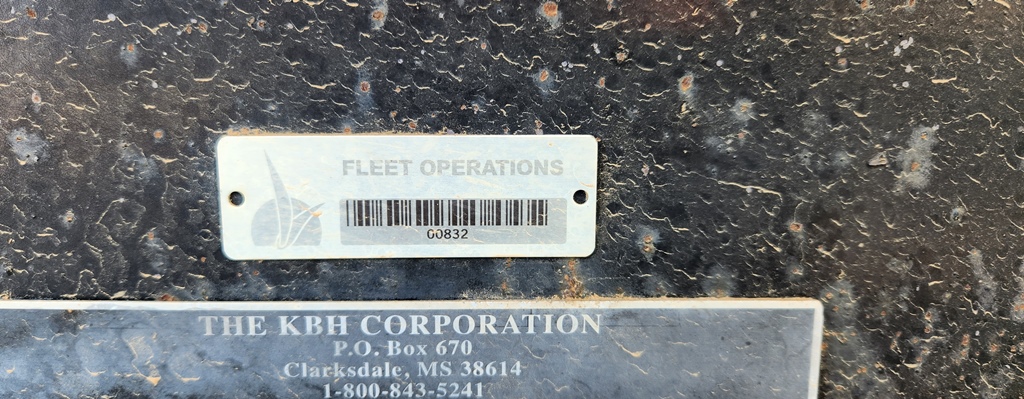 FLEET OPERATIONS
00832
THE KBH CORPORATION
P.O. Box 670
Clarksdale, MS 38614
1-800-843-5241